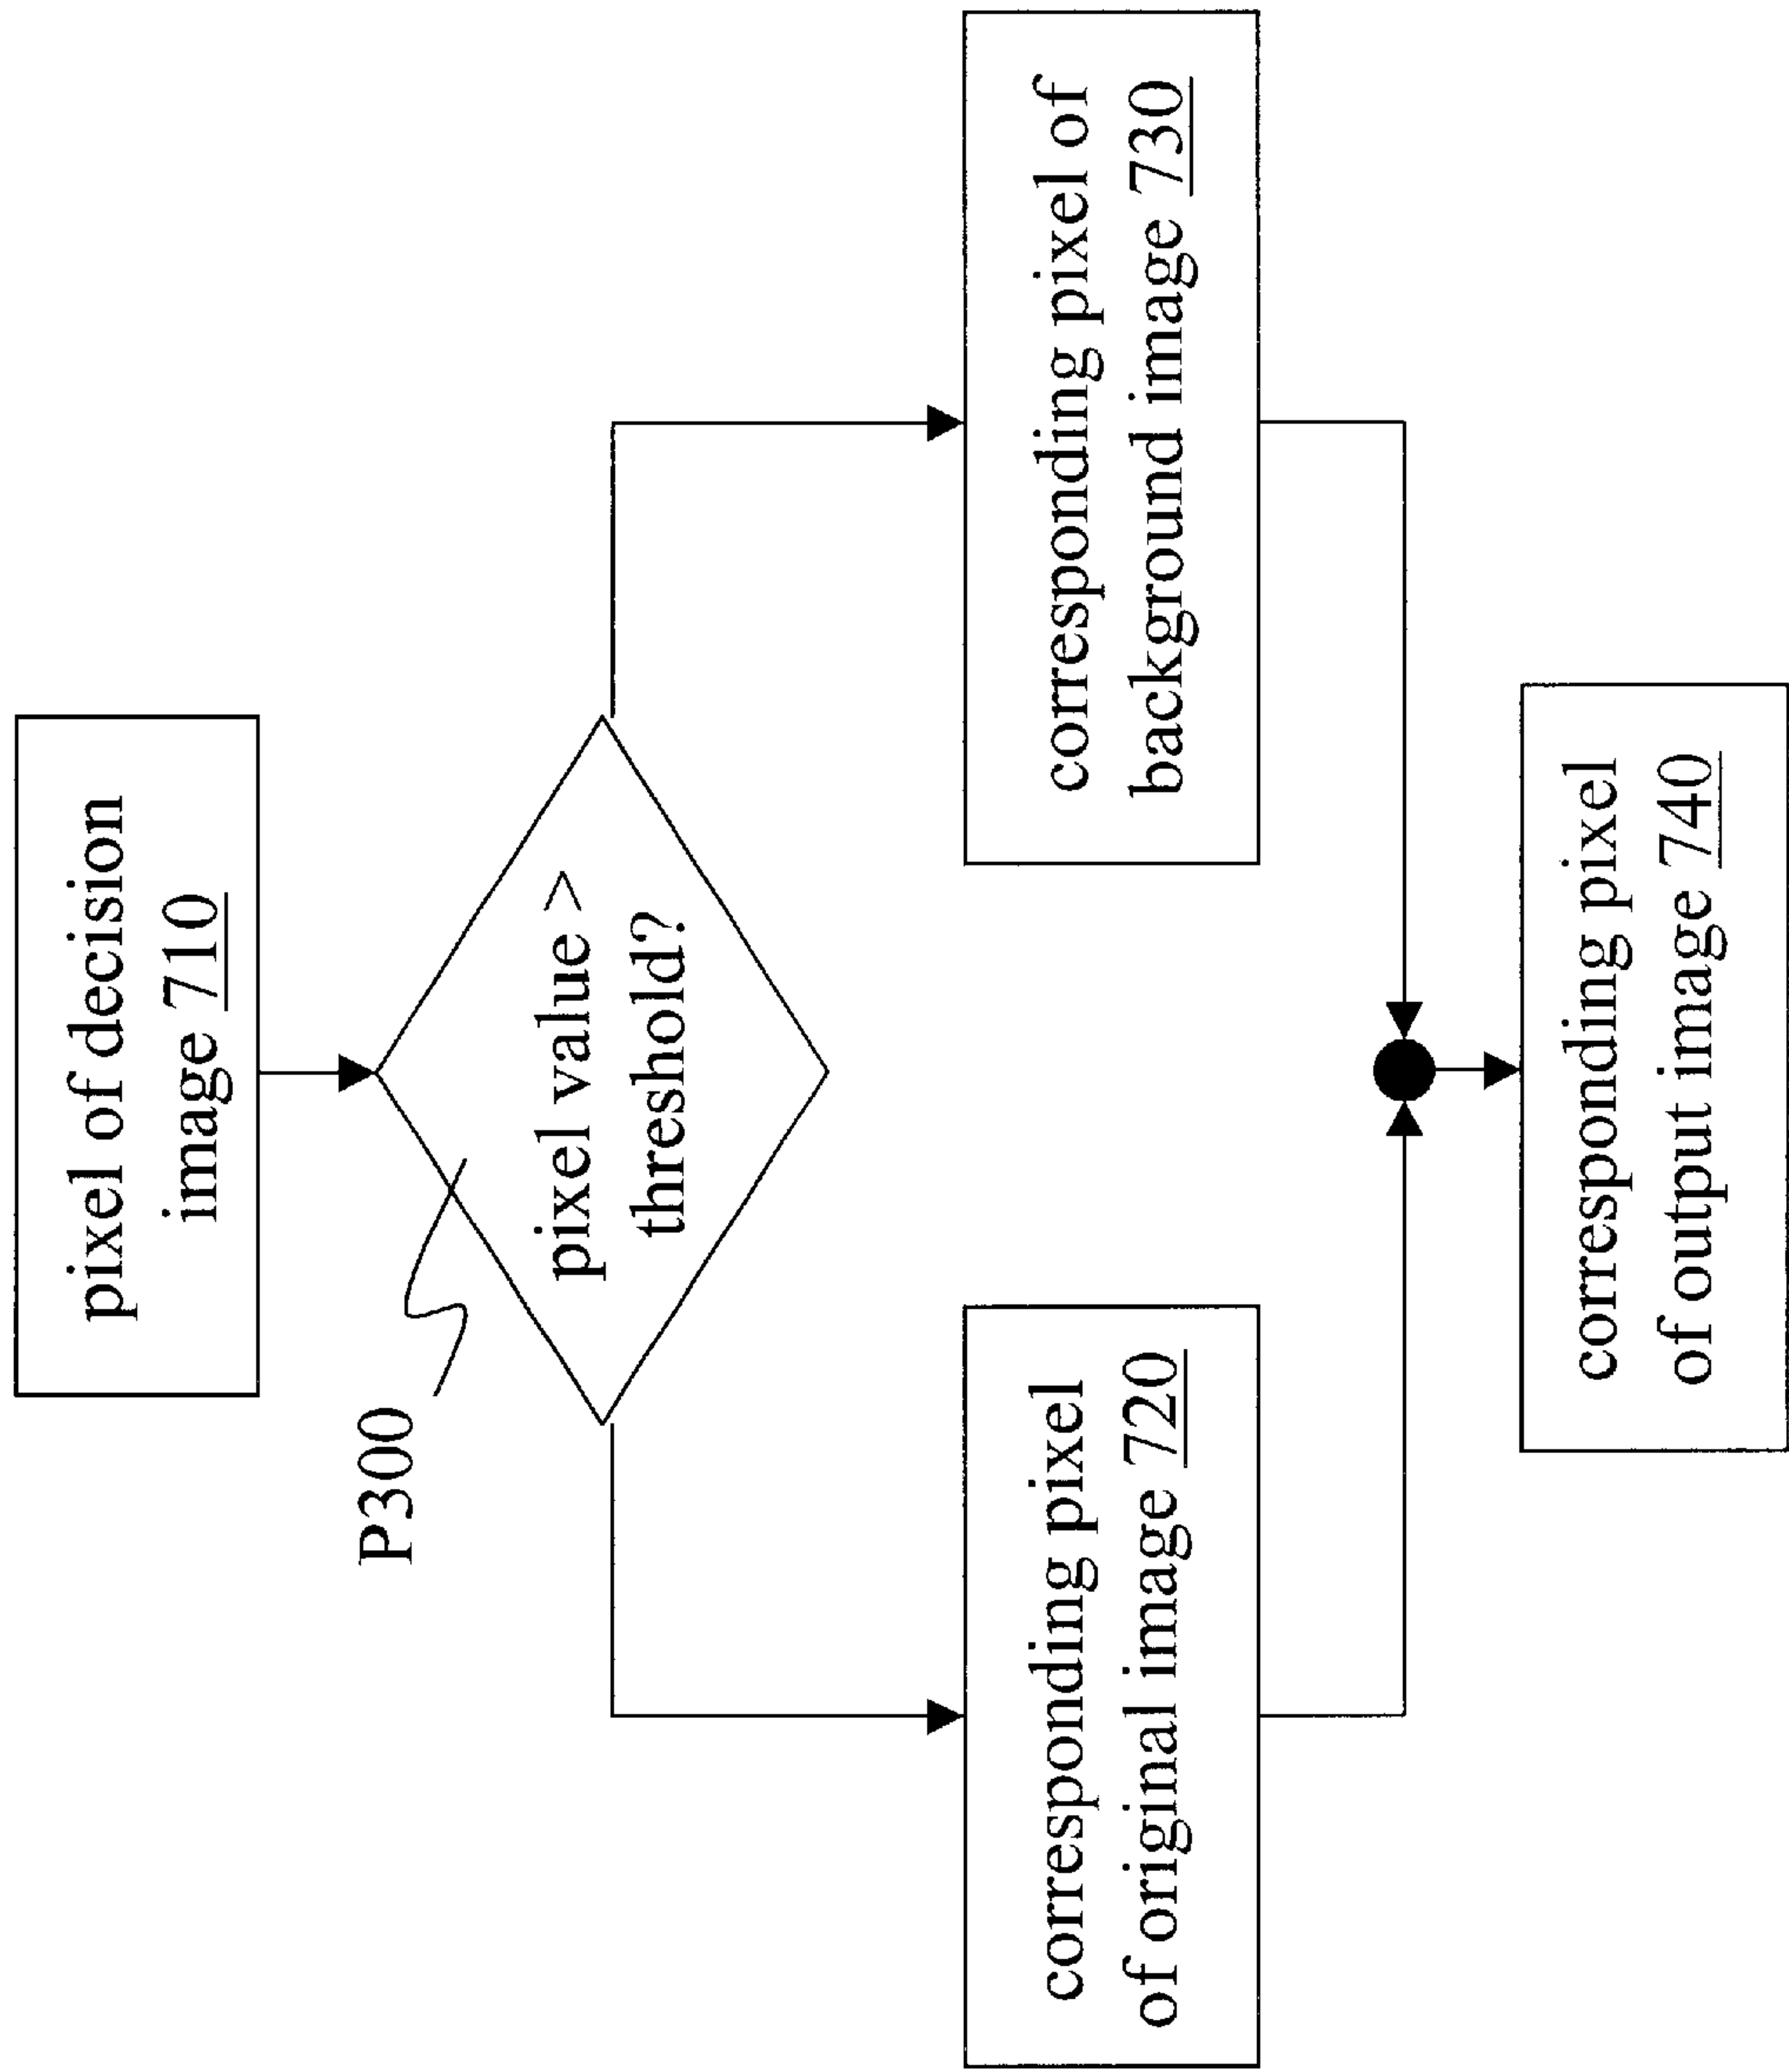 pixel of decision
image 710
P300
pixel value >
threshold?
corresponding pixel
of original image 720
corresponding pixel of
background image 730
corresponding pixel
of output image 740